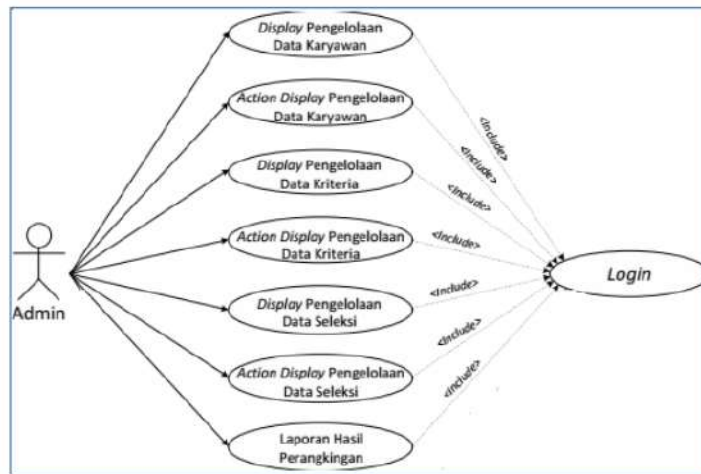 Display Pengelolaan
Data Karyawan
Action Display Pengelolaan
Data Karyawan
<Include>
<Include>
Display Pengelolaan
Data Kriteria
<Include>
Action Display Pengelolaan
Data Kriteria
<Include>
Login
Admin
Display Pengelolaan
Data Seleksi
<Include>
Action Display Pengelolaan
Data Seleksi
<Include>
<Include>
Laporan Hasil
Perangkingan